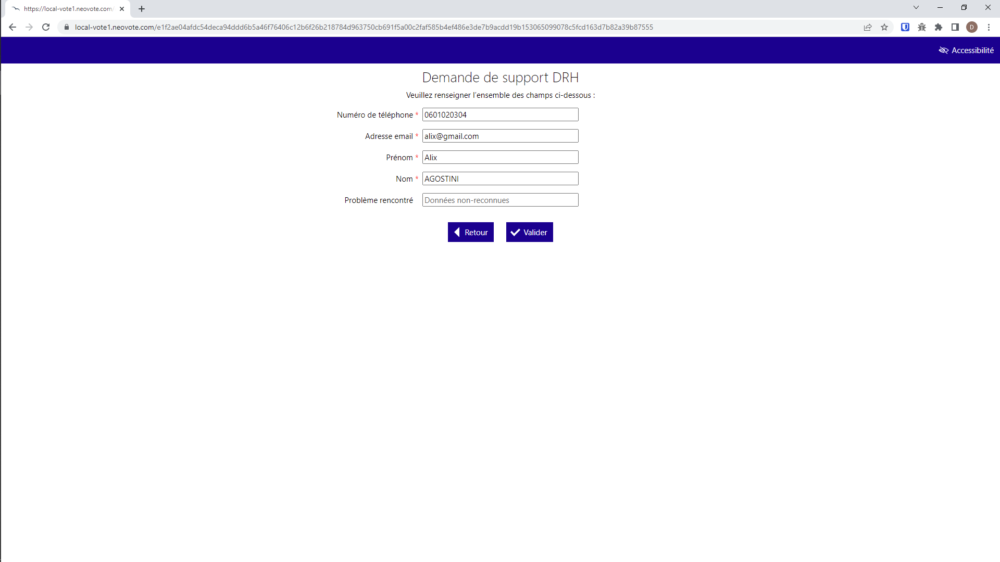 https://local-vote1.neovote.com/
local-vote1.neovote.com/e1f2ae04afdc54deca94ddd6b5a46f76406c12b6f26b218784d963750cb691f5a00c2faf585b4ef486e3de7b9acdd19b153065099078c5fcd163d7b82a39b87555
D
Accessibilité
Demande de support DRH
Veuillez renseigner l'ensemble des champs ci-dessous :
Numéro de téléphone * 0601020304
Adresse email * alix@gmail.com
Prénom * Alix
Nom * AGOSTINI
Problème rencontré Données non-reconnues
Retour Valider